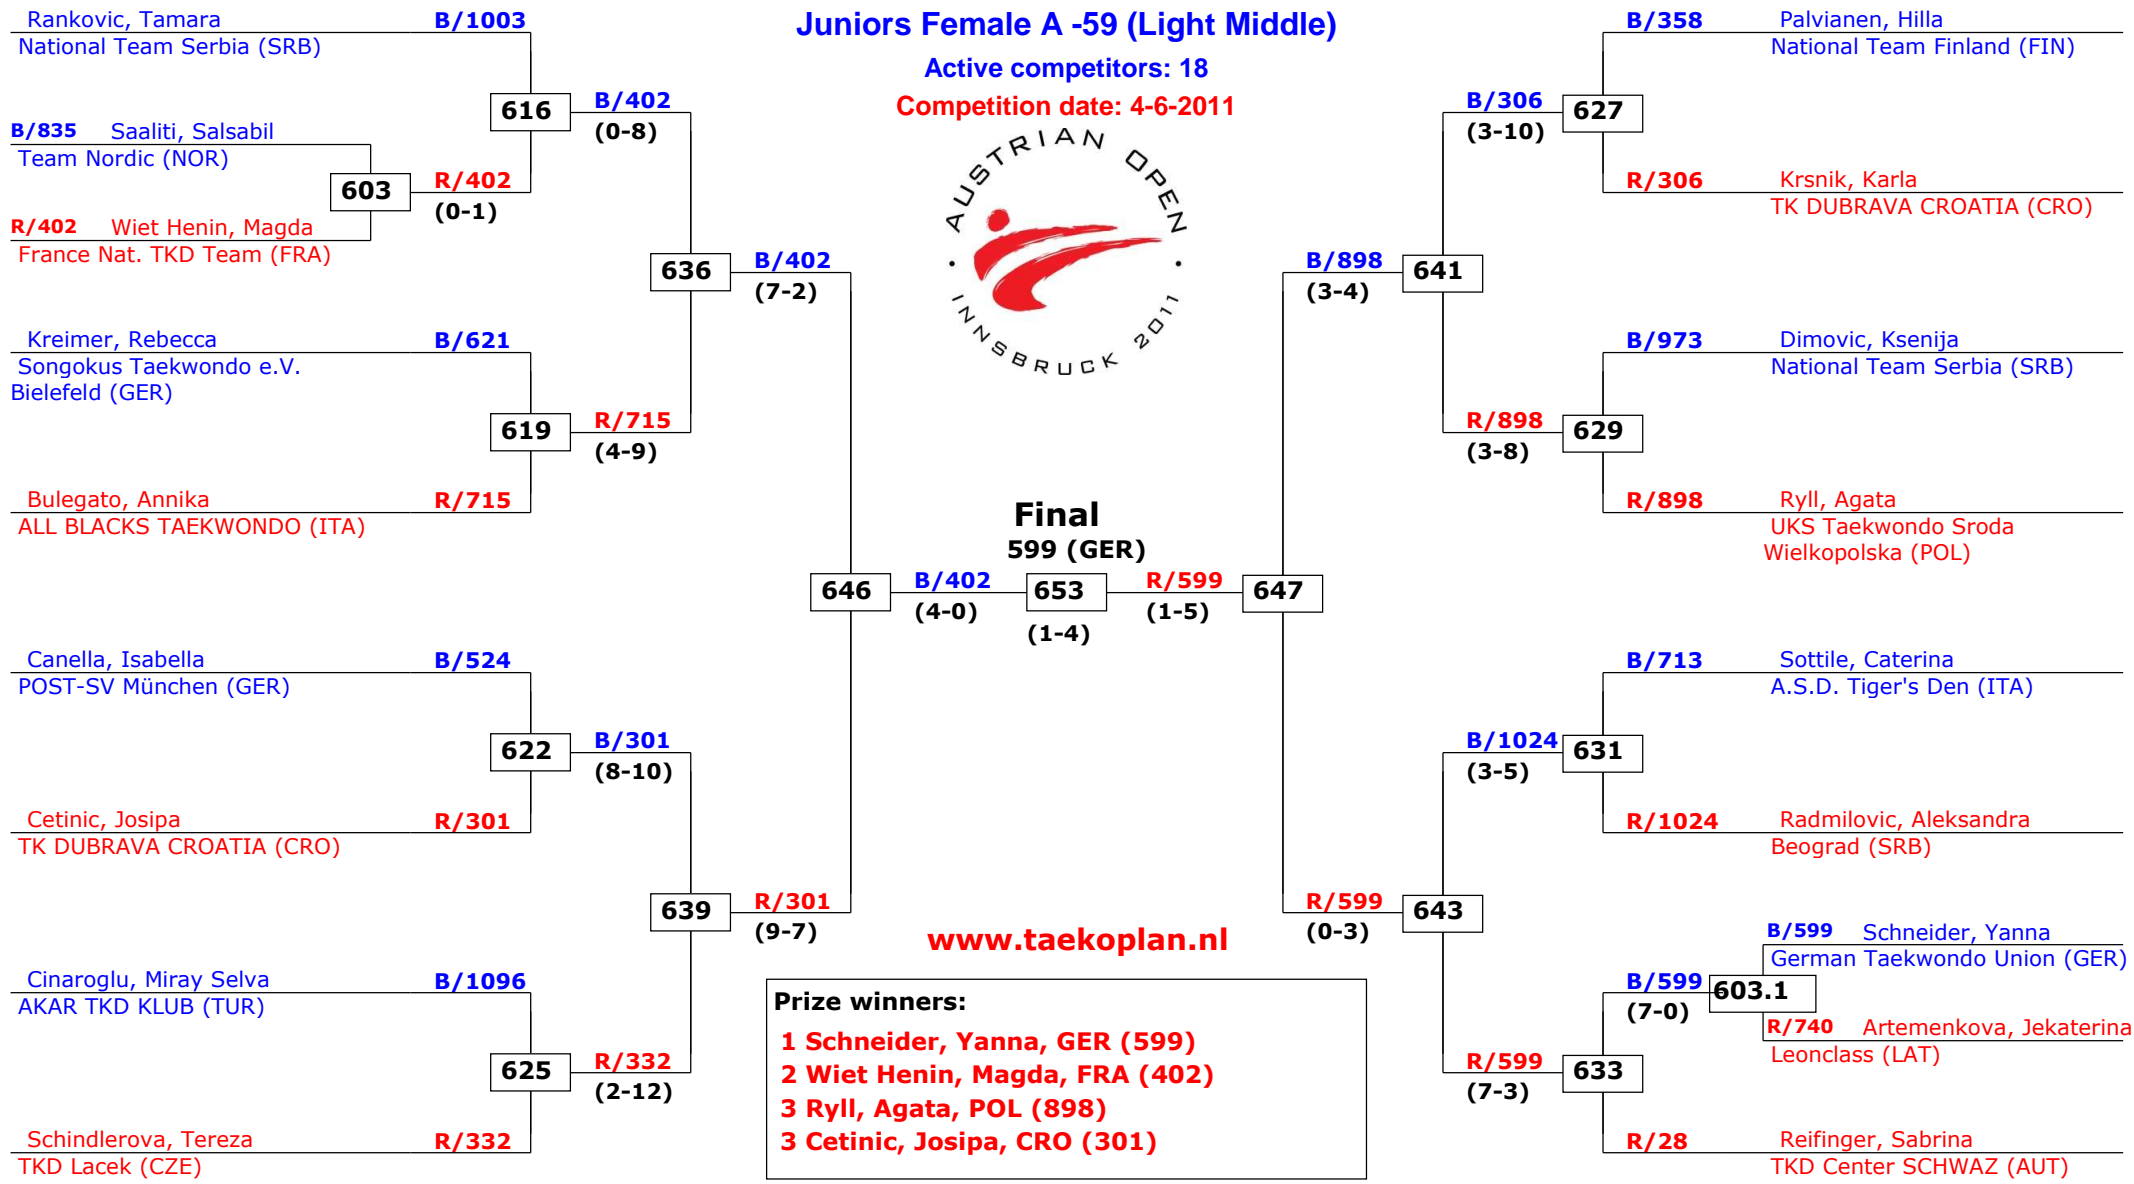 Juniors Female A -59 (Light Middle)
Active competitors: 18
Competition date: 4-6-2011
AUSTRIAN OPEN
· INNSBRUCK 2011 ·
Rankovic, Tamara B/1003
National Team Serbia (SRB)
616
B/402
(0-8)
B/835 Saaliti, Salsabil
Team Nordic (NOR)
603
R/402
(0-1)
R/402 Wiet Henin, Magda
France Nat. TKD Team (FRA)
636
B/402
(7-2)
Kreimer, Rebecca B/621
Songokus Taekwondo e.V.
Bielefeld (GER)
619
R/715
(4-9)
Bulegato, Annika R/715
ALL BLACKS TAEKWONDO (ITA)
646
B/402
(4-0)
Canella, Isabella B/524
POST-SV München (GER)
622
B/301
(8-10)
Cetinic, Josipa R/301
TK DUBRAVA CROATIA (CRO)
639
R/301
(9-7)
Cinaroglu, Miray Selva B/1096
AKAR TKD KLUB (TUR)
625
R/332
(2-12)
Schindlerova, Tereza R/332
TKD Lacek (CZE)
Final
599 (GER)
653
(1-4)
R/599
(1-5)
647
B/358 Palvianen, Hilla
National Team Finland (FIN)
B/306
(3-10)
627
R/306 Krsnik, Karla
TK DUBRAVA CROATIA (CRO)
B/898
(3-4)
641
B/973 Dimovic, Ksenija
National Team Serbia (SRB)
R/898
(3-8)
629
R/898 Ryll, Agata
UKS Taekwondo Sroda
Wielkopolska (POL)
B/713 Sottile, Caterina
A.S.D. Tiger's Den (ITA)
B/1024
(3-5)
631
R/1024 Radmilovic, Aleksandra
Beograd (SRB)
R/599
(0-3)
643
B/599 Schneider, Yanna
German Taekwondo Union (GER)
B/599
(7-0)
603.1
R/740 Artemenkova, Jekaterina
Leonclass (LAT)
R/599
(7-3)
633
R/28 Reifinger, Sabrina
TKD Center SCHWAZ (AUT)
www.taekoplan.nl
Prize winners:
1 Schneider, Yanna, GER (599)
2 Wiet Henin, Magda, FRA (402)
3 Ryll, Agata, POL (898)
3 Cetinic, Josipa, CRO (301)